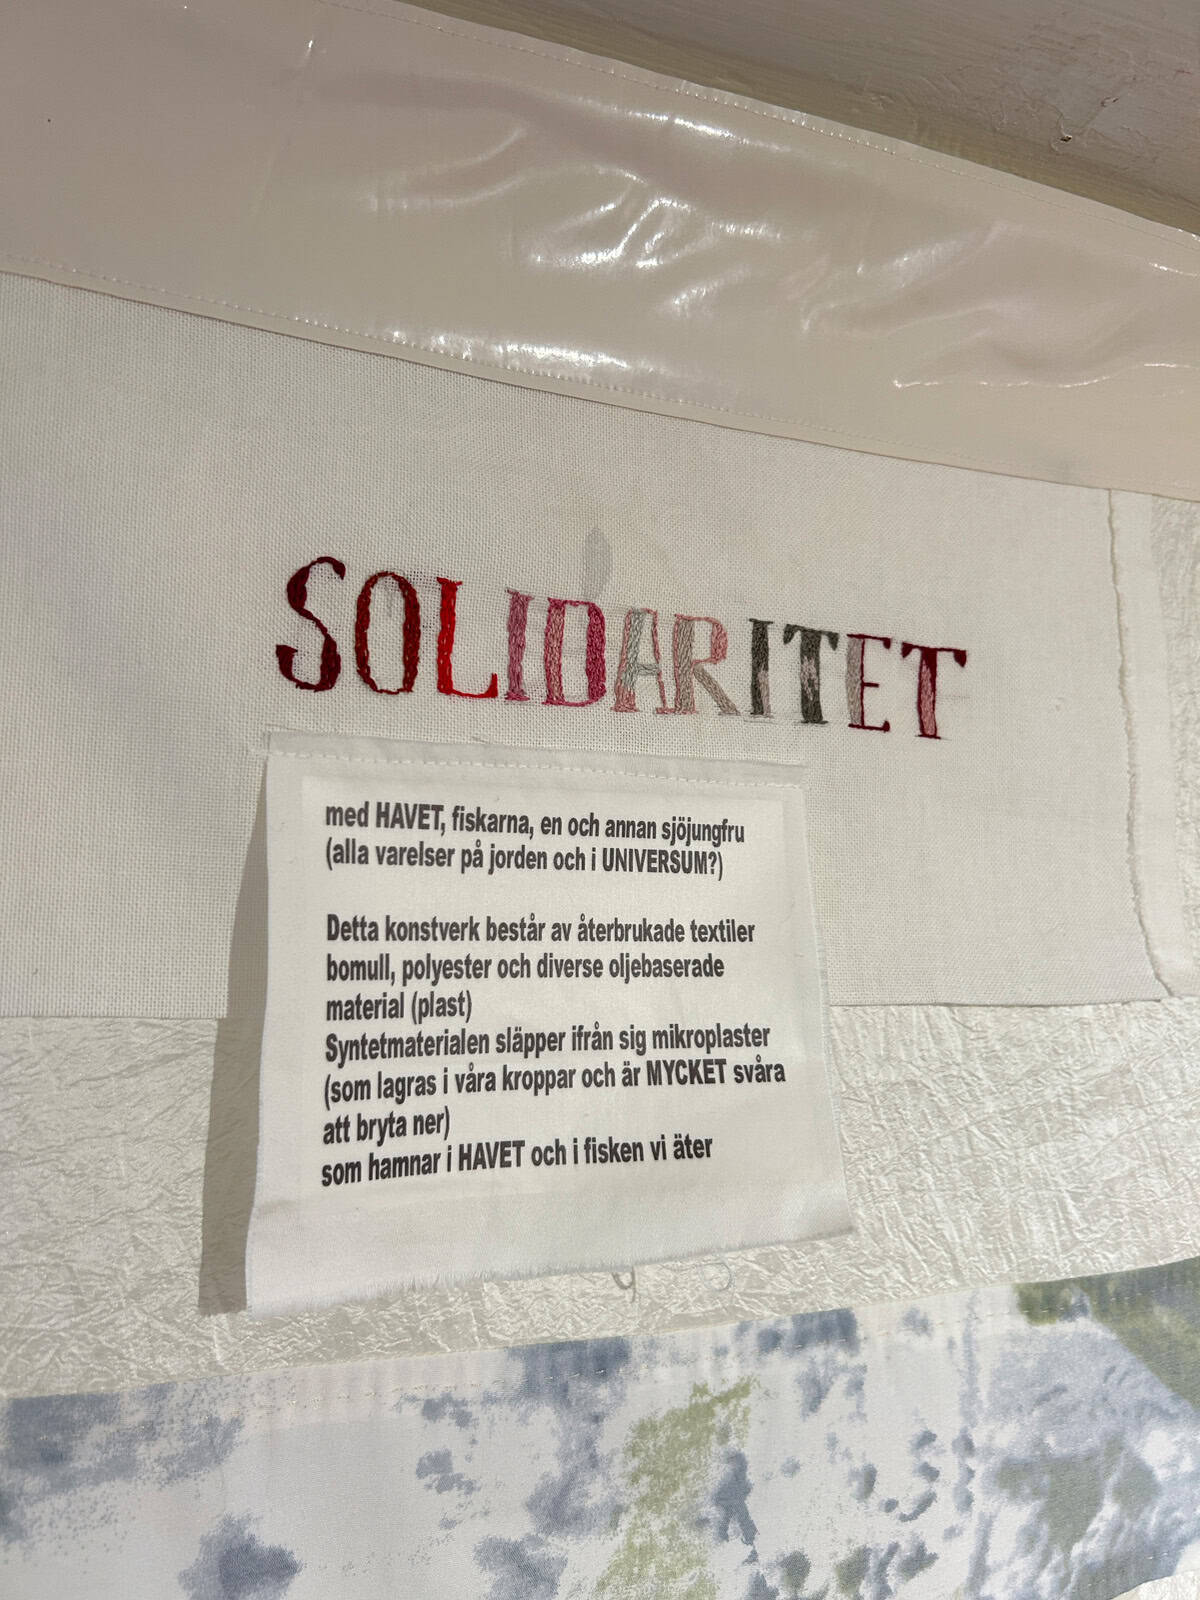 SOLIDARITET
med HAVET, fiskarna, en och annan sjöjungfru
(alla varelser på jorden och i UNIVERSUM?)
Detta konstverk består av återbrukade textiler
bomull, polyester och diverse oljebaserade
material (plast)
Syntetmaterialen släpper ifrån sig mikroplaster
(som lagras i våra kroppar och är MYCKET svåra
att bryta ner)
som hamnar i HAVET och i fisken vi äter